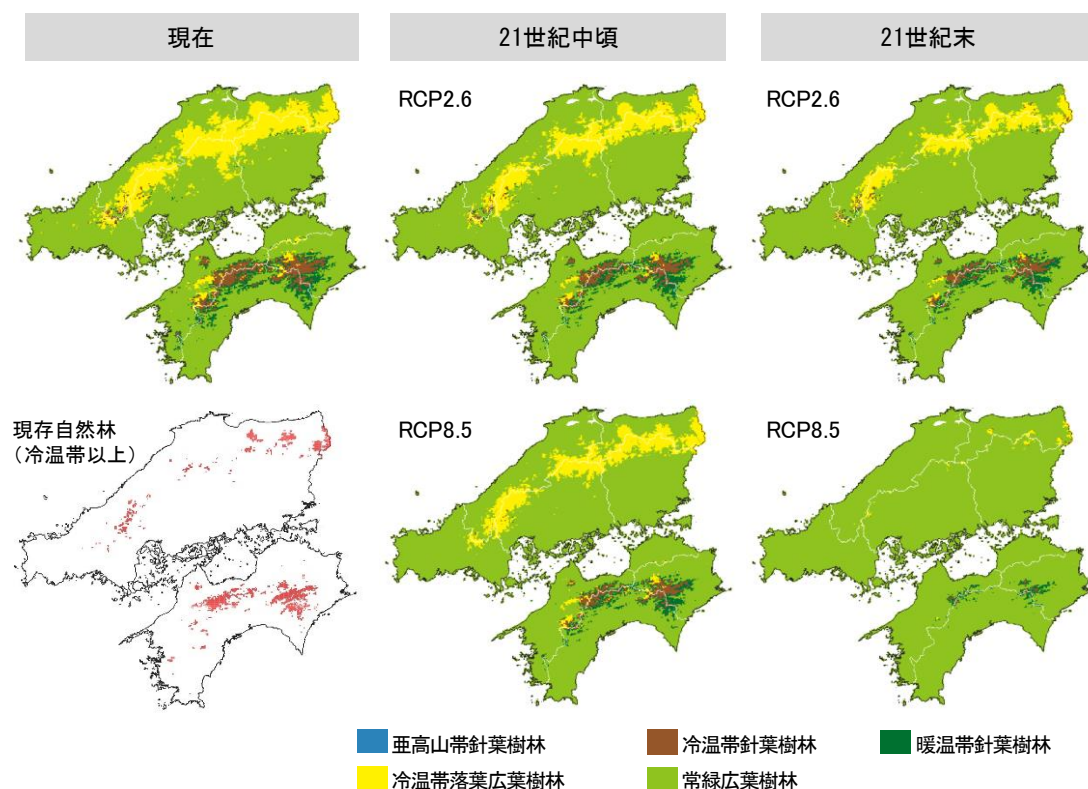 現在
21世紀中頃
21世紀末
RCP2.6
RCP2.6
現存自然林
（冷温帯以上）
RCP8.5
RCP8.5
亜高山帯針葉樹林
冷温帯針葉樹林
暖温帯針葉樹林
冷温帯落葉広葉樹林
常緑広葉樹林